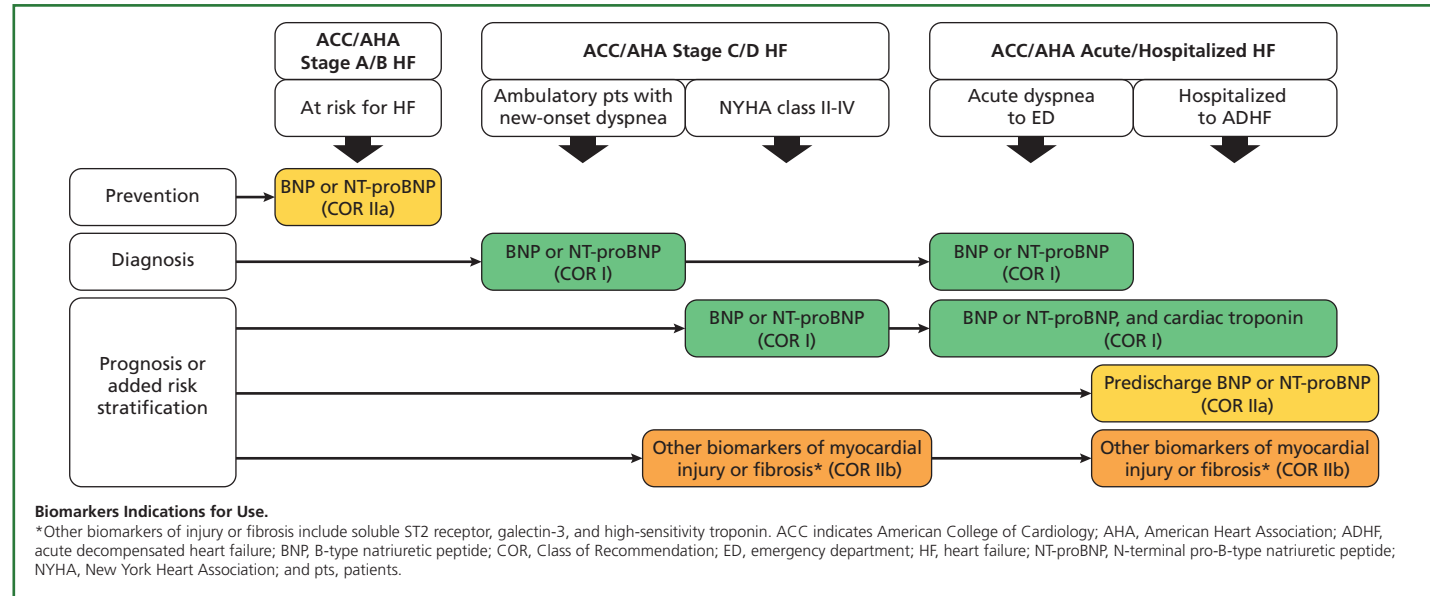 ACC/AHA
Stage A/B HF
ACC/AHA Stage C/D HF
ACC/AHA Acute/Hospitalized HF
At risk for HF
Ambulatory pts with
new-onset dyspnea
NYHA class II-IV
Acute dyspnea
to ED
Hospitalized
to ADHF
Prevention
BNP or NT-proBNP
(COR IIa)
Diagnosis
BNP or NT-proBNP
(COR I)
BNP or NT-proBNP
(COR I)
Prognosis or
added risk
stratification
BNP or NT-proBNP
(COR I)
BNP or NT-proBNP, and cardiac troponin
(COR I)
Predischarge BNP or NT-proBNP
(COR IIa)
Other biomarkers of myocardial
injury or fibrosis* (COR IIb)
Other biomarkers of myocardial
injury or fibrosis* (COR IIb)
Biomarkers Indications for Use.
*Other biomarkers of injury or fibrosis include soluble ST2 receptor, galectin-3, and high-sensitivity troponin. ACC indicates American College of Cardiology; AHA, American Heart Association; ADHF,
acute decompensated heart failure; BNP, B-type natriuretic peptide; COR, Class of Recommendation; ED, emergency department; HF, heart failure; NT-proBNP, N-terminal pro-B-type natriuretic peptide;
NYHA, New York Heart Association; and pts, patients.